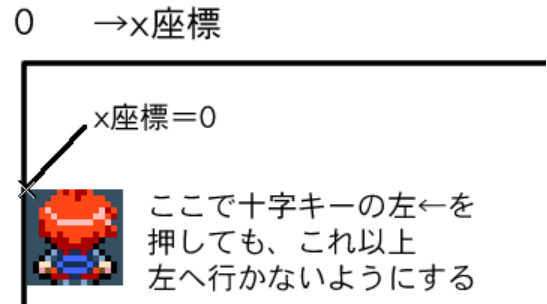 0 →x座標
x座標＝0
ここで十字キーの左←を
押しても、これ以上
左へ行かないようにする